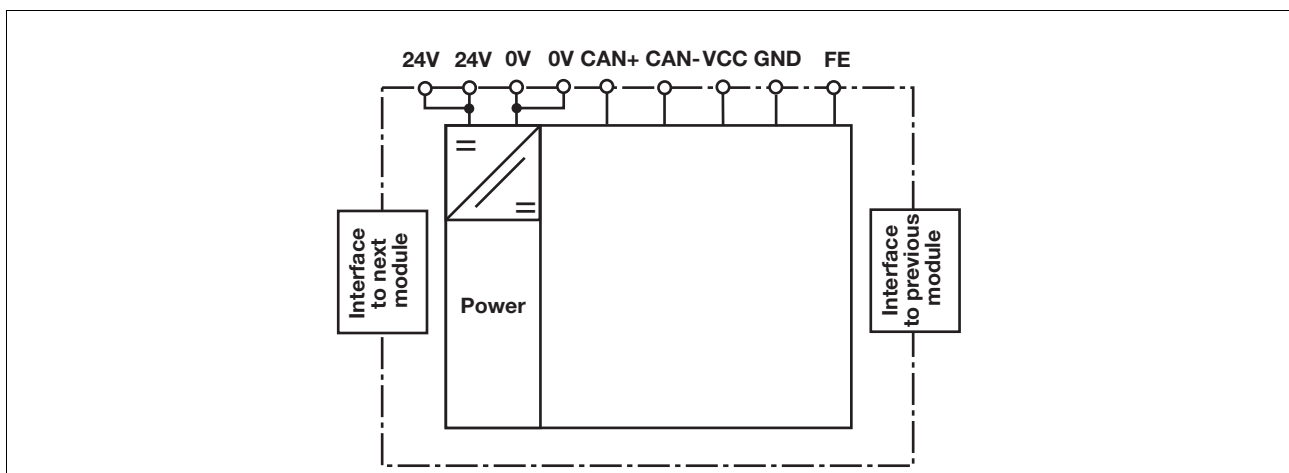 24V 24V 0V 0V CAN+ CAN- VCC GND FE
Interface
to next
module
Power
Interface
to previous
module